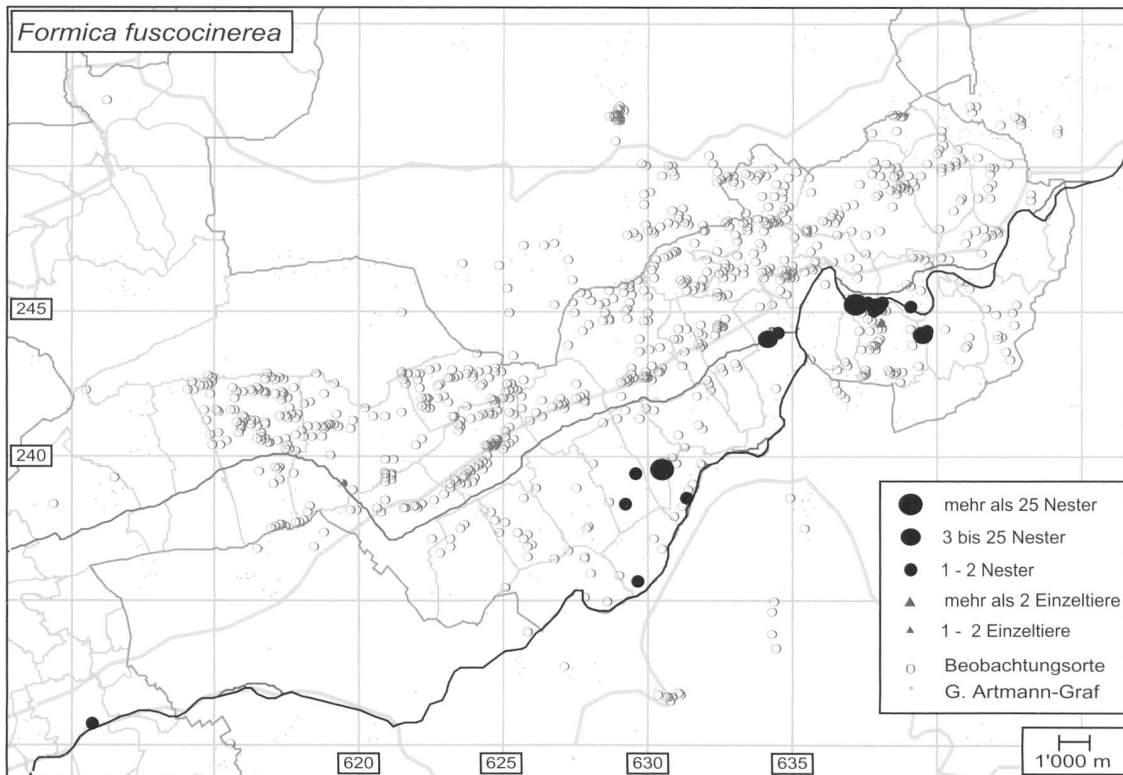 Formica fuscocinerea
245
240
mehr als 25 Nester
3 bis 25 Nester
1 - 2 Nester
mehr als 2 Einzeltiere
1 - 2 Einzeltiere
Beobachtungsorte
G. Artmann-Graf
620
625
630
635
1'000 m